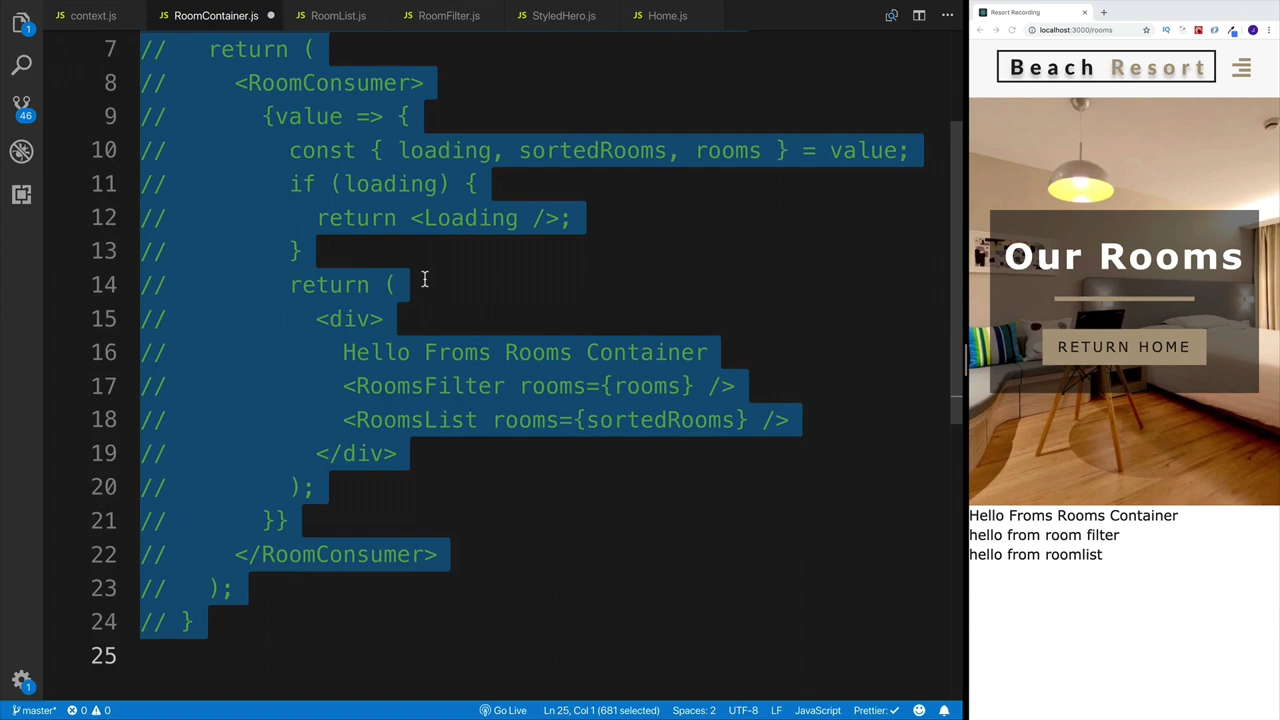 context.js
RoomContainer.js
RoomList.js
RoomFilter.js
StyledHero.js
Home.js
7 // return (
8 // <RoomConsumer>
9 // {value => {
10 // const { loading, sortedRooms, rooms } = value;
11 // if (loading) {
12 // return <Loading />;
13 // }
14 // return (
15 // <div>
16 // Hello Froms Rooms Container
17 // <RoomsFilter rooms={rooms} />
18 // <RoomsList rooms={sortedRooms} />
19 // </div>
20 // );
21 // }}
22 // </RoomConsumer>
23 // );
24 // }
25
1
46
1
master*
0
0
Go Live
Ln 25, Col 1 (681 selected)
Spaces: 2
UTF-8
LF
JavaScript
Prettier: ✓
Resort Recording
localhost:3000/rooms
IQ
J
Beach Resort
Our Rooms
RETURN HOME
Hello Froms Rooms Container
hello from room filter
hello from roomlist